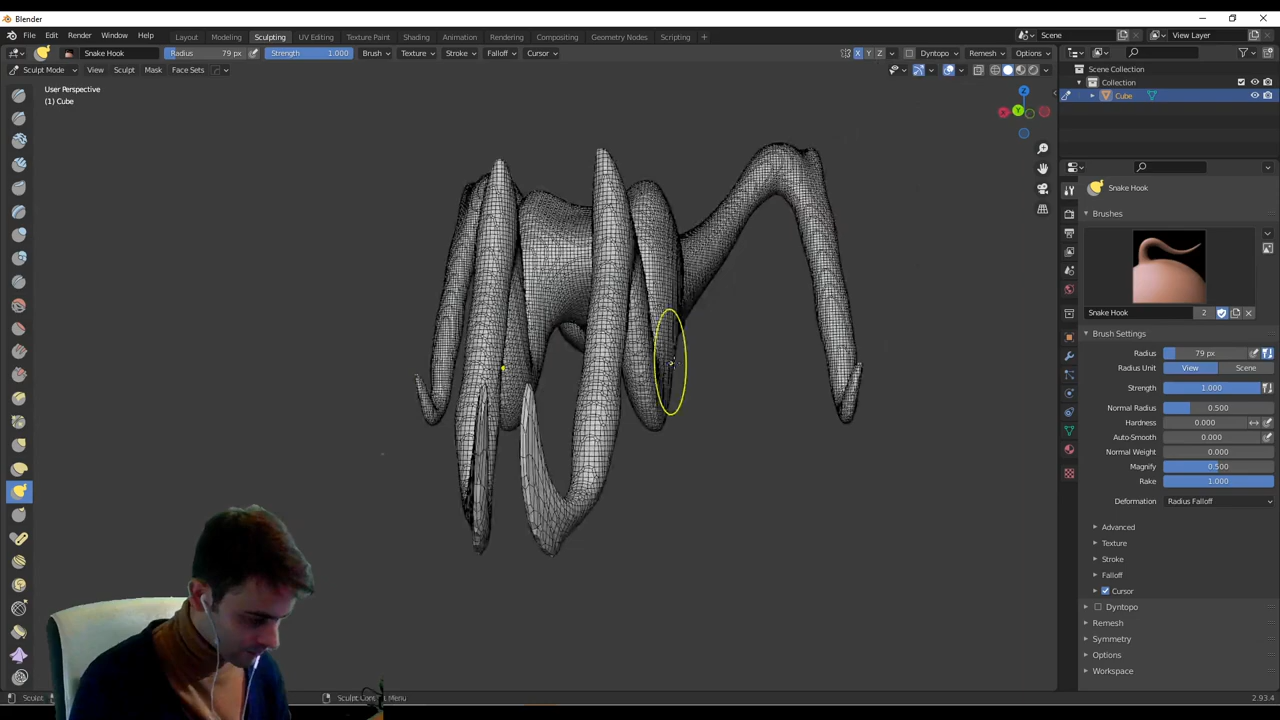 Blender
File Edit Render Window Help Layout Modeling Sculpting UV Editing Texture Paint Shading Animation Rendering Compositing Geometry Nodes Scripting + Scene View Layer
Snake Hook Radius 79 px Strength 1.000 Brush Texture Stroke Falloff Cursor X Y Z Dyntopo Remesh Options
Sculpt Mode View Sculpt Mask Face Sets
User Perspective
(1) Cube
Scene Collection
Collection
Cube
Z
X
Y
Snake Hook
Brushes
Snake Hook 2
Brush Settings
Radius 79 px
Radius Unit View Scene
Strength 1.000
Normal Radius 0.500
Hardness 0.000
Auto-Smooth 0.000
Normal Weight 0.000
Magnify 0.500
Rake 1.000
Deformation Radius Falloff
Advanced
Texture
Stroke
Falloff
Cursor
Dyntopo
Remesh
Symmetry
Options
Workspace
Sculpt
2.93.4